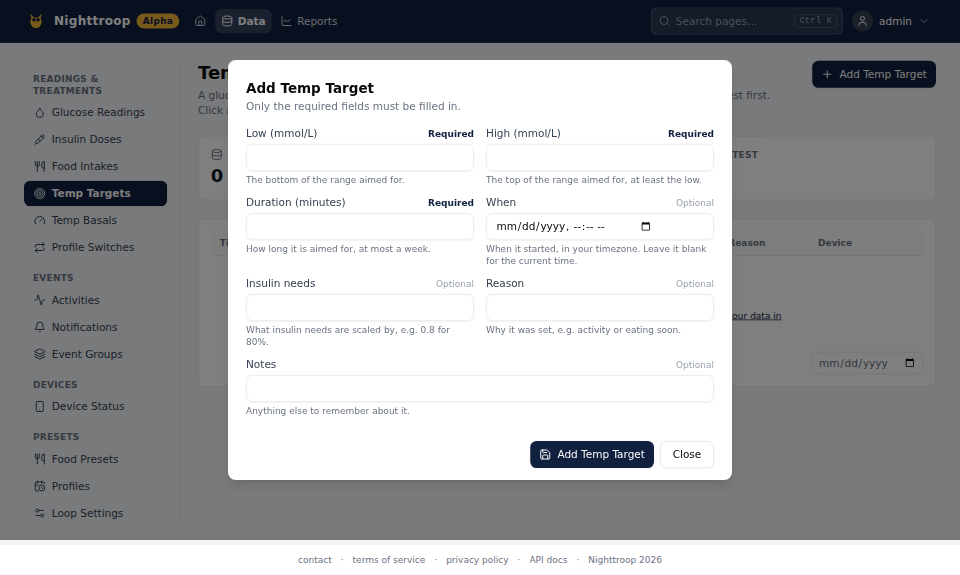 Nighttroop Alpha Data Reports Search pages... Ctrl K admin
READINGS &
TREATMENTS
Glucose Readings
Insulin Doses
Food Intakes
Temp Targets
Temp Basals
Profile Switches
EVENTS
Activities
Notifications
Event Groups
DEVICES
Device Status
PRESETS
Food Presets
Profiles
Loop Settings
Add Temp Target
est first.
Click
0
Reason Device
our data in
mm/dd/yyyy
Add Temp Target
Only the required fields must be filled in.
Low (mmol/L) Required
The bottom of the range aimed for.
High (mmol/L) Required
The top of the range aimed for, at least the low.
Duration (minutes) Required
How long it is aimed for, at most a week.
When Optional
mm/dd/yyyy, --:-- --
When it started, in your timezone. Leave it blank
for the current time.
Insulin needs Optional
What insulin needs are scaled by, e.g. 0.8 for
80%.
Reason Optional
Why it was set, e.g. activity or eating soon.
Notes Optional
Anything else to remember about it.
Add Temp Target Close
contact · terms of service · privacy policy · API docs · Nighttroop 2026